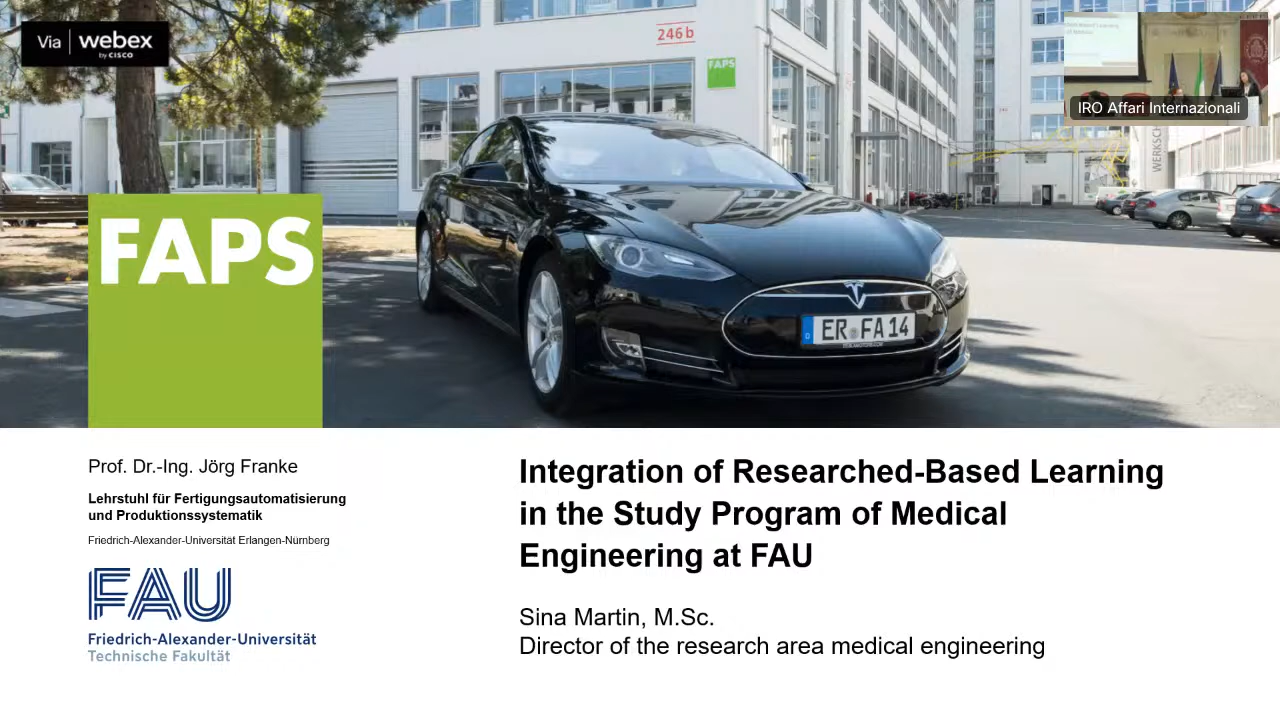 Via webex
by CISCO
246 b
FAPS
IRO Affari Internazionali
WERKSCH
FAPS
ER FA 14
Prof. Dr.-Ing. Jörg Franke
Lehrstuhl für Fertigungsautomatisierung
und Produktionssystematik
Friedrich-Alexander-Universität Erlangen-Nürnberg
FAU
Friedrich-Alexander-Universität
Technische Fakultät
Integration of Researched-Based Learning
in the Study Program of Medical
Engineering at FAU
Sina Martin, M.Sc.
Director of the research area medical engineering